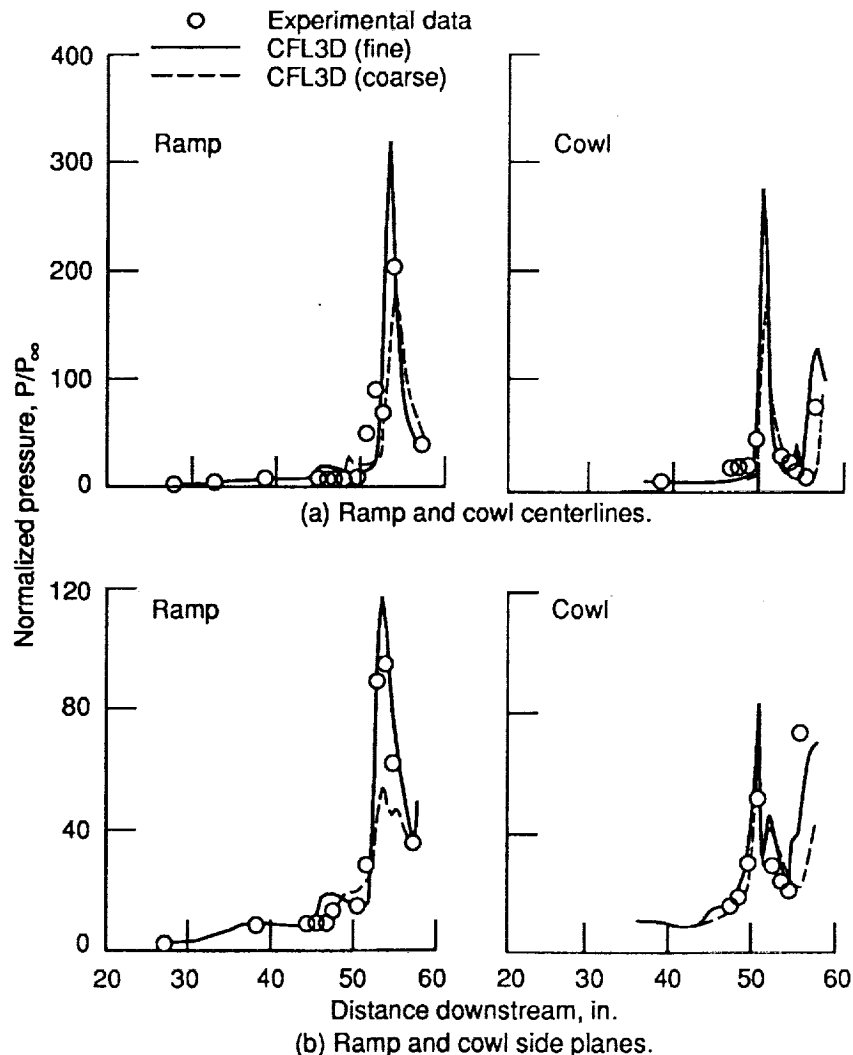 Experimental data
CFL3D (fine)
CFL3D (coarse)
400
300
200
100
0
Ramp
Cowl
(a) Ramp and cowl centerlines.
Normalized pressure, P/P∞
120
80
40
0
Ramp
Cowl
20 30 40 50 60 20 30 40 50 60
Distance downstream, in.
(b) Ramp and cowl side planes.